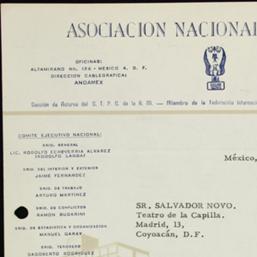 ASOCIACION NACIONAL
OFICINAS:
ALTAMIRANO No. 126 - MEXICO 4, D. F.
DIRECCION CABLEGRAFICA:
ANDAMEX
Sección de Actores del S. T. P. C. de la R. M. — Miembro de la Federación Internacio
COMITE EJECUTIVO NACIONAL:
SRIO. GENERAL
LIC. RODOLFO ECHEVERRIA ALVAREZ
(RODOLFO LANDA)
SRIO. DEL INTERIOR Y EXTERIOR
JAIME FERNANDEZ
SRIO. DE TRABAJO
ARTURO MARTINEZ
SRIO. DE CONFLICTOS
RAMON BUGARINI
SRIO. DE ESTADISTICA Y ORGANIZACION
MANUEL GARAY
SRIO. TESORERO
DAGOBERTO RODRIGUEZ
México,
SR. SALVADOR NOVO.
Teatro de la Capilla.
Madrid, 13,
Coyoacán, D.F.